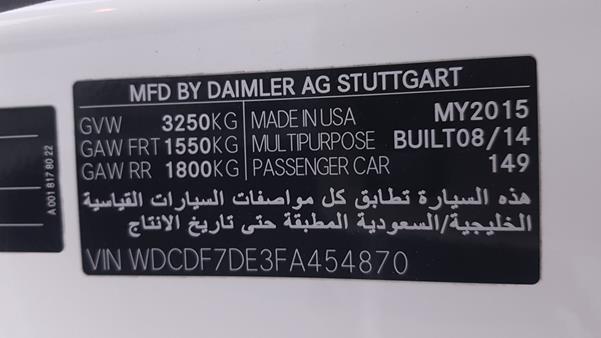 MFD BY DAIMLER AG STUTTGART
GVW 3250KG MADE IN USA MY2015
GAW FRT 1550KG MULTIPURPOSE BUILT08/14
GAW RR 1800KG PASSENGER CAR 149
هذه السيارة تطابق كل مواصفات السيارات القياسية
الخليجية/السعودية المطبقة حتى تاريخ الانتاج
VIN WDCDF7DE3FA454870
A 001 817 80 22